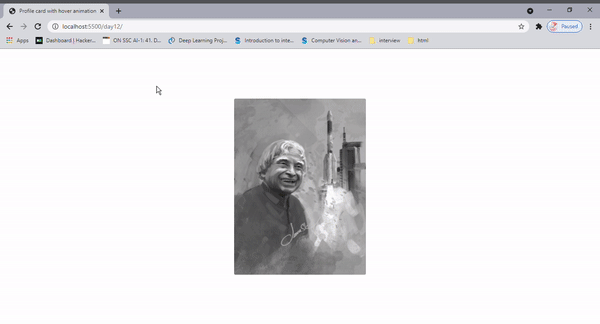 Profile card with hover animation
localhost:5500/day12/
Paused
Apps
Dashboard | Hacker...
ON SSC AI-1: 41. D...
Deep Learning Proj...
Introduction to inte...
Computer Vision an...
interview
html